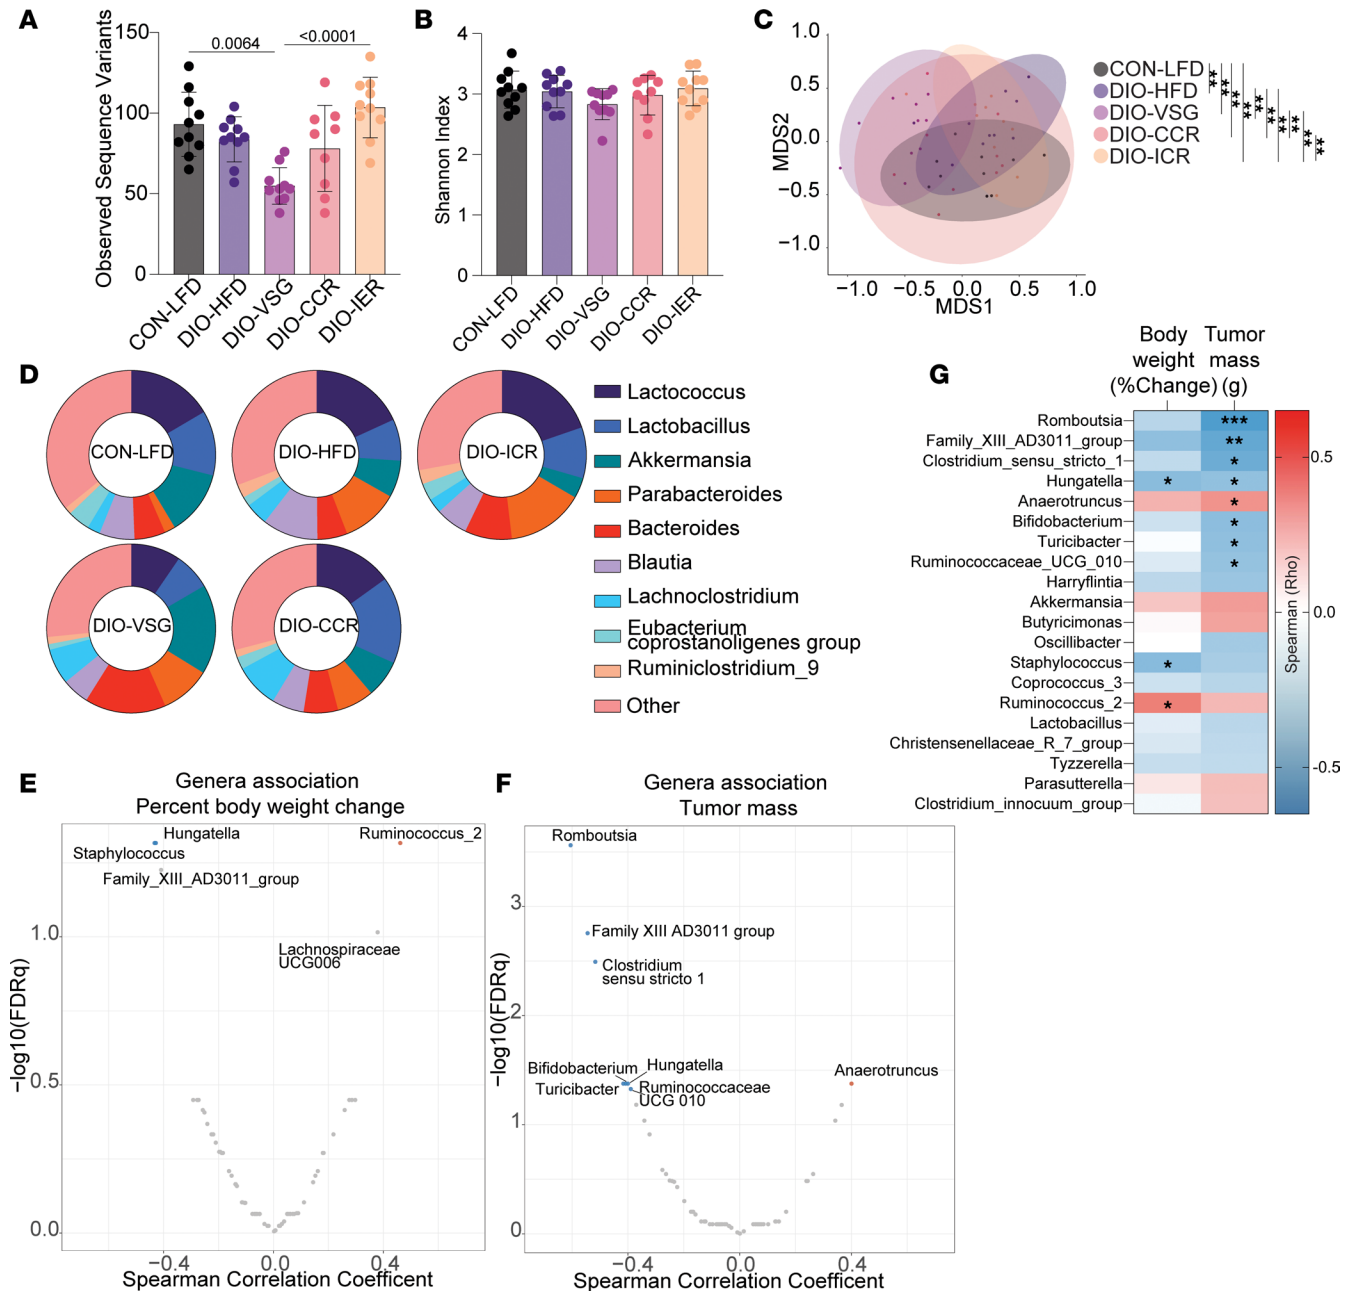 A
Observed Sequence Variants
150
100
50
0
0.0064
<0.0001
CON-LFD
DIO-HFD
DIO-VSG
DIO-CCR
DIO-IER
B
Shannon Index
4
3
2
1
0
CON-LFD
DIO-HFD
DIO-VSG
DIO-CCR
DIO-IER
C
MDS2
1.0
0.5
0.0
−0.5
−1.0
−1.0
−0.5
0.0
0.5
1.0
MDS1
CON-LFD
DIO-HFD
DIO-VSG
DIO-CCR
DIO-ICR
**
**
**
**
**
**
**
**
**
**
D
CON-LFD
DIO-HFD
DIO-ICR
DIO-VSG
DIO-CCR
Lactococcus
Lactobacillus
Akkermansia
Parabacteroides
Bacteroides
Blautia
Lachnoclostridium
Eubacterium
coprostanoligenes group
Ruminiclostridium_9
Other
G
Body
weight
(%Change)
Tumor
mass
(g)
Romboutsia
***
Family_XIII_AD3011_group
**
Clostridium_sensu_stricto_1
*
Hungatella
*
*
Anaerotruncus
*
Bifidobacterium
*
Turicibacter
*
Ruminococcaceae_UCG_010
*
Harryflintia
Akkermansia
Butyricimonas
Oscillibacter
Staphylococcus
*
Coprococcus_3
Ruminococcus_2
*
Lactobacillus
Christensenellaceae_R_7_group
Tyzzerella
Parasutterella
Clostridium_innocuum_group
0.5
0.0
-0.5
Spearman (Rho)
E
Genera association
Percent body weight change
Hungatella
Ruminococcus_2
Staphylococcus
Family_XIII_AD3011_group
Lachnospiraceae
UCG006
−log10(FDRq)
1.0
0.5
0.0
−0.4
0.0
0.4
Spearman Correlation Coefficent
F
Genera association
Tumor mass
Romboutsia
Family XIII AD3011 group
Clostridium
sensu stricto 1
Bifidobacterium
Hungatella
Turicibacter
Ruminococcaceae
UCG 010
Anaerotruncus
−log10(FDRq)
3
2
1
0
−0.4
0.0
0.4
Spearman Correlation Coefficent